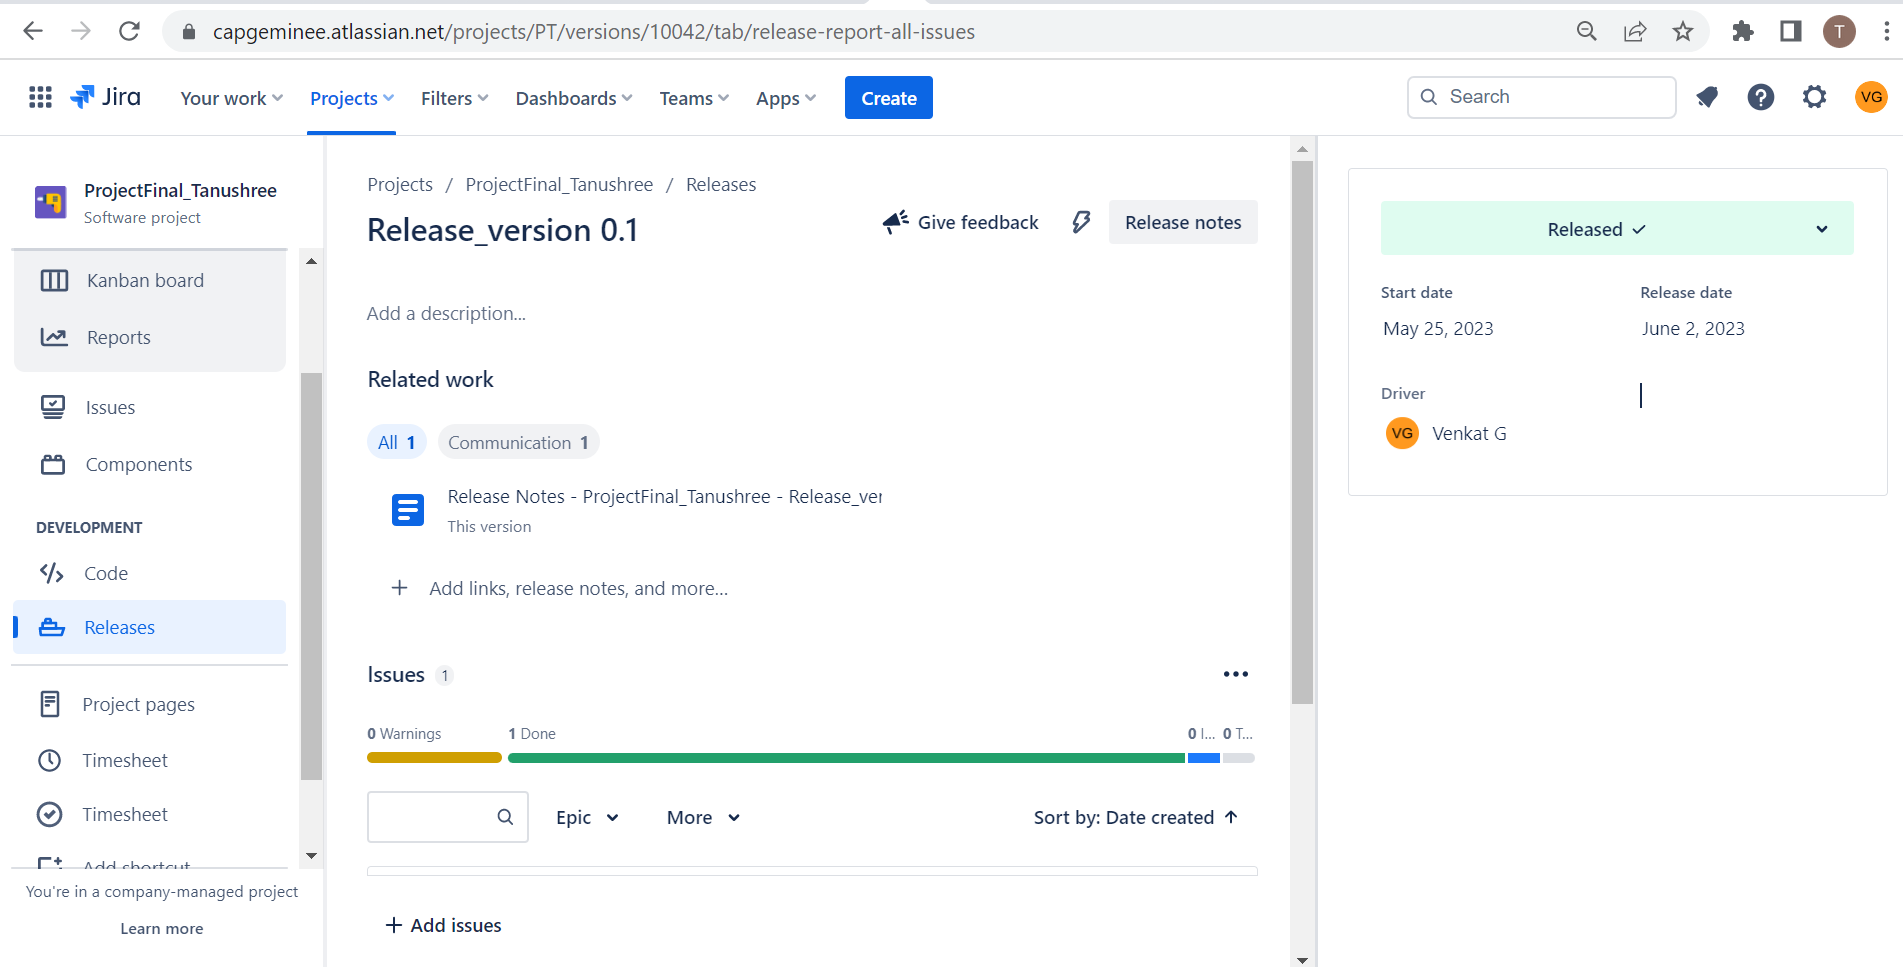 capgeminee.atlassian.net/projects/PT/versions/10042/tab/release-report-all-issues
T
Jira
Your work
Projects
Filters
Dashboards
Teams
Apps
Create
Search
VG
ProjectFinal_Tanushree
Software project
Kanban board
Reports
Issues
Components
DEVELOPMENT
Code
Releases
Project pages
Timesheet
Timesheet
Add shortcut
You're in a company-managed project
Learn more
Projects / ProjectFinal_Tanushree / Releases
Release_version 0.1
Give feedback
Release notes
Add a description...
Related work
All 1
Communication 1
Release Notes - ProjectFinal_Tanushree - Release_ver
This version
+ Add links, release notes, and more...
Issues 1
0 Warnings
1 Done
0 I...
0 T...
Epic
More
Sort by: Date created ↑
+ Add issues
Released ✓
Start date
Release date
May 25, 2023
June 2, 2023
Driver
VG Venkat G